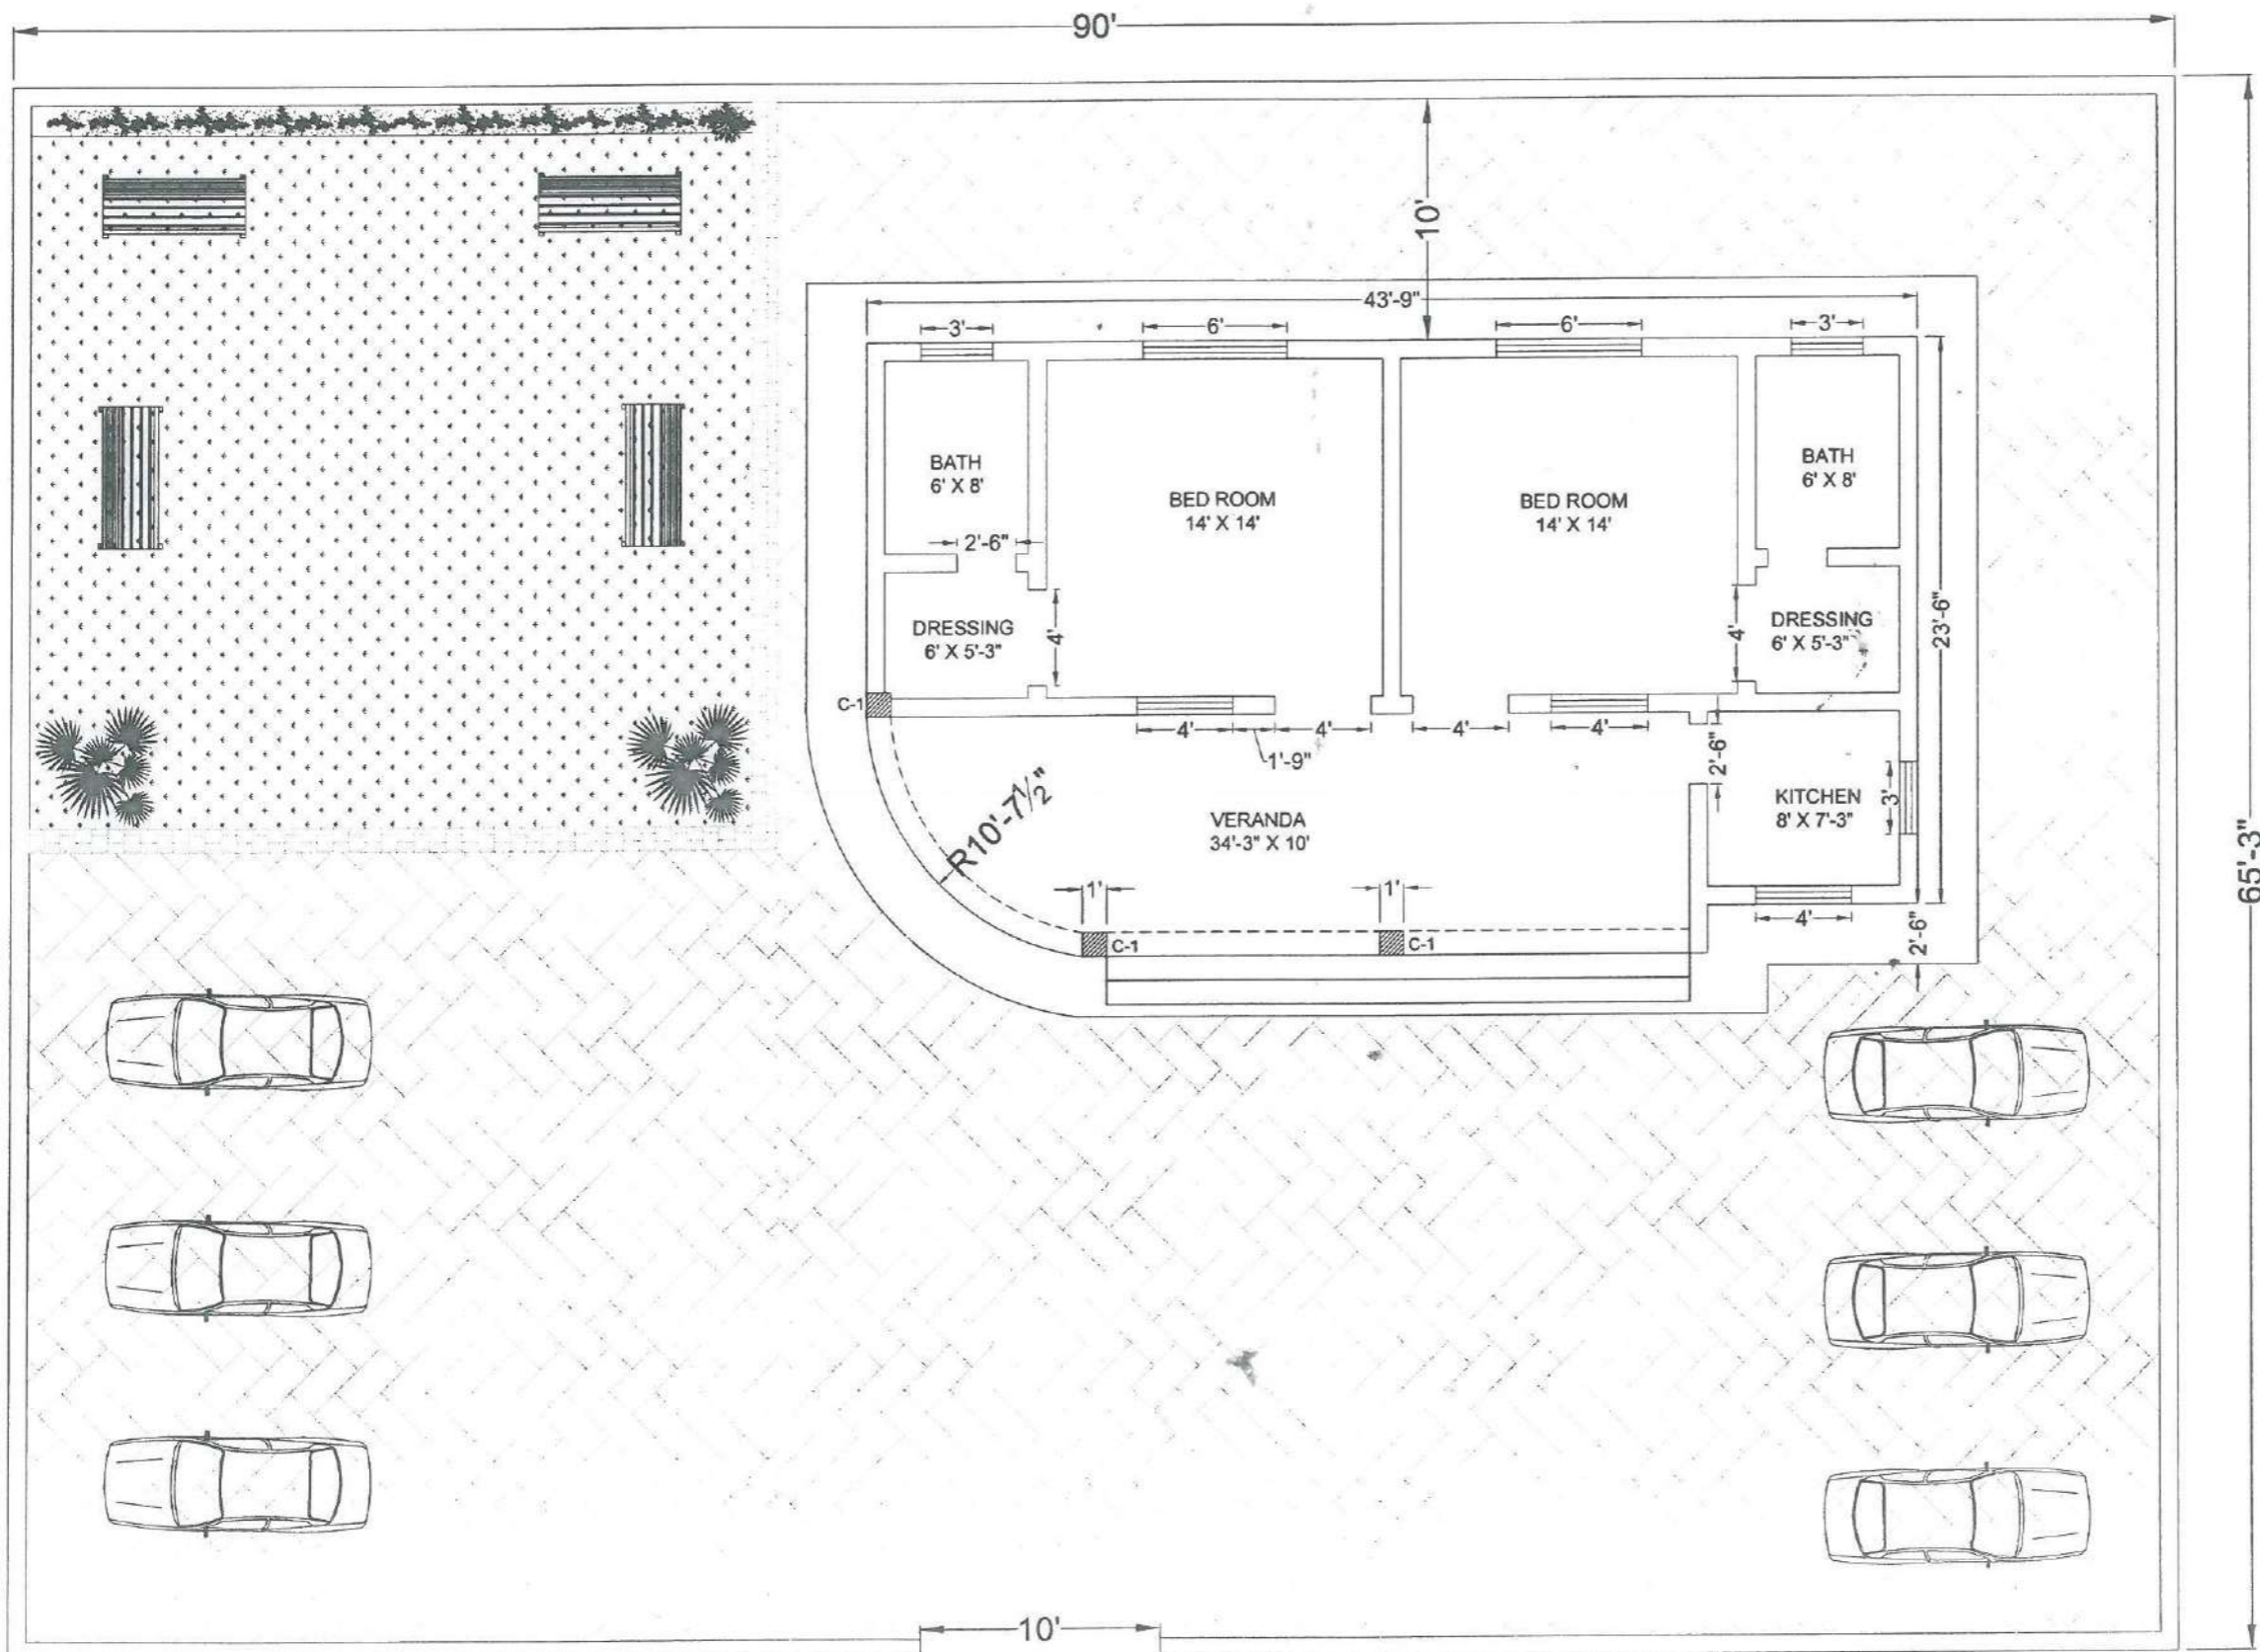 90'
10'
43'-9"
3'
6'
6'
3'
BATH
6' X 8'
BED ROOM
14' X 14'
BED ROOM
14' X 14'
BATH
6' X 8'
2'-6"
DRESSING
6' X 5'-3"
4'
4'
DRESSING
6' X 5'-3"
23'-6"
C-1
4'
4'
4'
4'
1'-9"
2'-6"
R10'-7½"
VERANDA
34'-3" X 10'
KITCHEN
8' X 7'-3"
3'
65'-3"
1'
1'
4'
2'-6"
C-1
C-1
10'